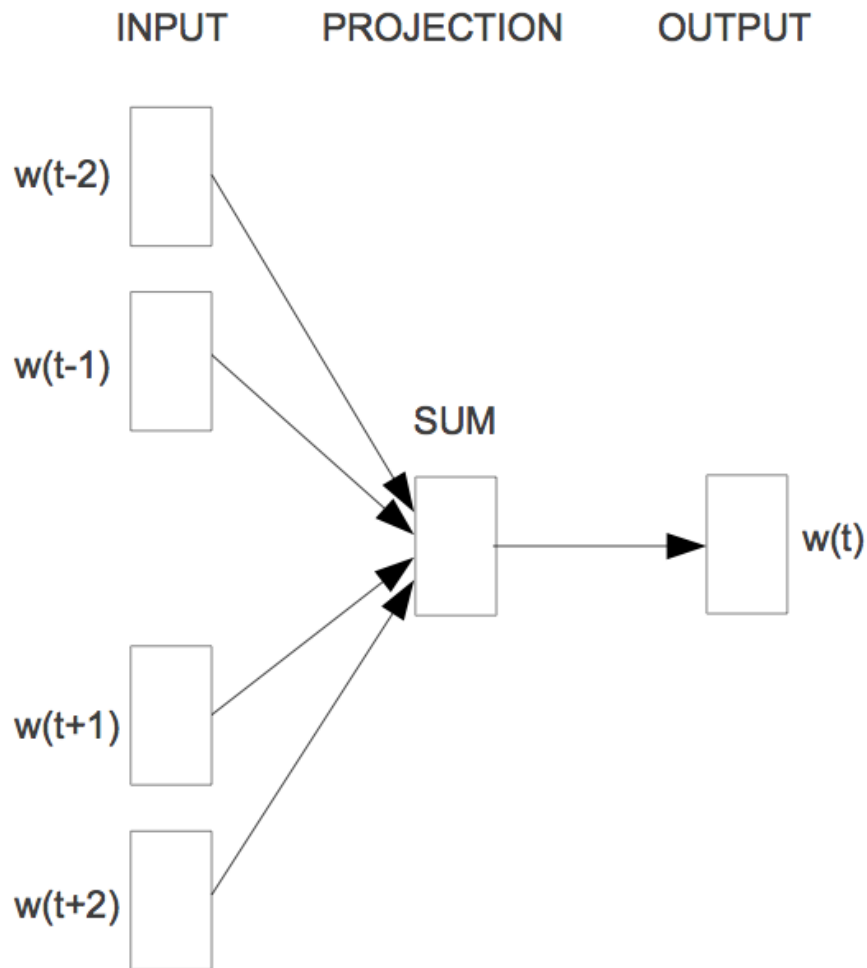 INPUT PROJECTION OUTPUT
w(t-2)
w(t-1)
SUM
w(t)
w(t+1)
w(t+2)